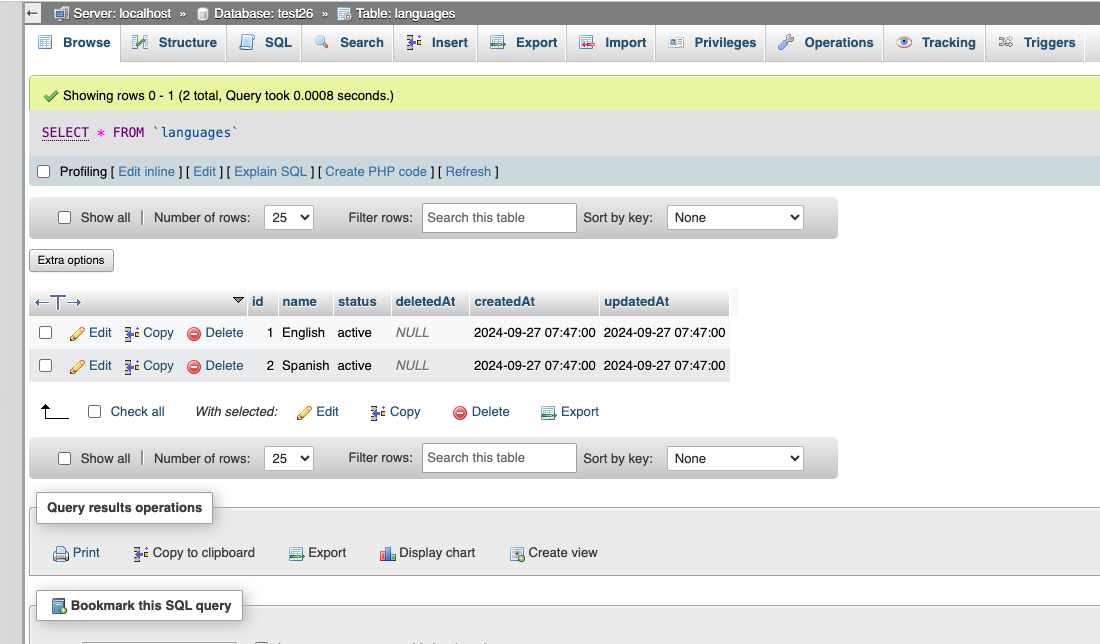 Server: localhost » Database: test26 » Table: languages
Browse Structure SQL Search Insert Export Import Privileges Operations Tracking Triggers
Showing rows 0 - 1 (2 total, Query took 0.0008 seconds.)
SELECT * FROM `languages`
Profiling [ Edit inline ] [ Edit ] [ Explain SQL ] [ Create PHP code ] [ Refresh ]
Show all | Number of rows: 25 Filter rows: Search this table Sort by key: None
Extra options
←T→ id name status deletedAt createdAt updatedAt
Edit Copy Delete 1 English active NULL 2024-09-27 07:47:00 2024-09-27 07:47:00
Edit Copy Delete 2 Spanish active NULL 2024-09-27 07:47:00 2024-09-27 07:47:00
Check all With selected: Edit Copy Delete Export
Show all | Number of rows: 25 Filter rows: Search this table Sort by key: None
Query results operations
Print Copy to clipboard Export Display chart Create view
Bookmark this SQL query